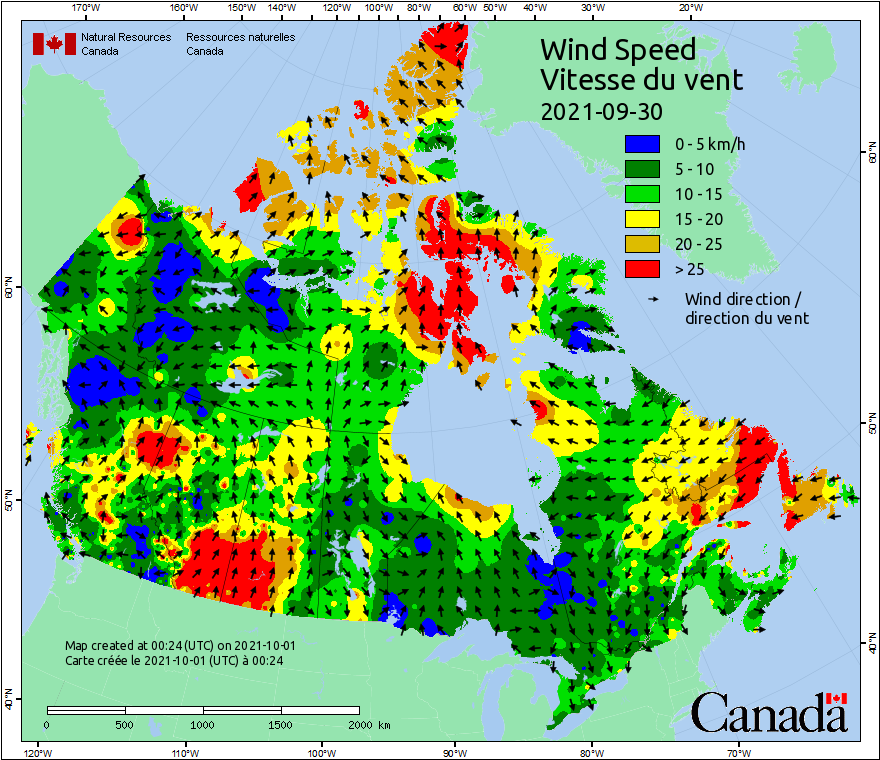 170°W 160°W 150°W 140°W 120°W 100°W 80°W 60°W 50°W 40°W 30°W 20°W
Natural Resources Ressources naturelles
Canada Canada
Wind Speed
Vitesse du vent
2021-09-30
0 - 5 km/h
5 - 10
10 - 15
15 - 20
20 - 25
> 25
Wind direction /
direction du vent
60°N
60°N
50°N
50°N
40°N
40°N
Map created at 00:24 (UTC) on 2021-10-01
Carte créée le 2021-10-01 (UTC) à 00:24
0 500 1000 1500 2000 km
Canada
120°W 110°W 100°W 90°W 80°W 70°W